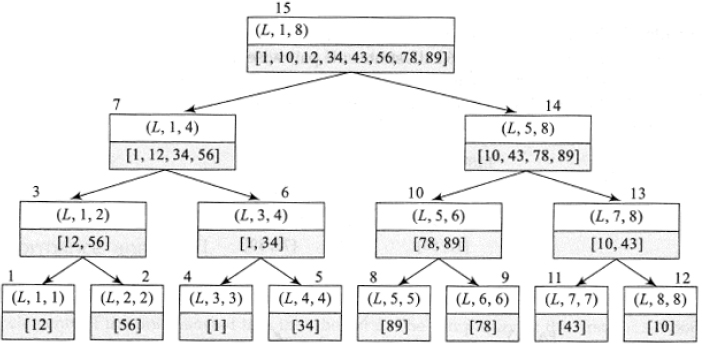 15
(L, 1, 8)
[1, 10, 12, 34, 43, 56, 78, 89]
7
14
(L, 1, 4)
(L, 5, 8)
[1, 12, 34, 56]
[10, 43, 78, 89]
3
6
10
13
(L, 1, 2)
(L, 3, 4)
(L, 5, 6)
(L, 7, 8)
[12, 56]
[1, 34]
[78, 89]
[10, 43]
1
2
4
5
8
9
11
12
(L, 1, 1)
(L, 2, 2)
(L, 3, 3)
(L, 4, 4)
(L, 5, 5)
(L, 6, 6)
(L, 7, 7)
(L, 8, 8)
[12]
[56]
[1]
[34]
[89]
[78]
[43]
[10]